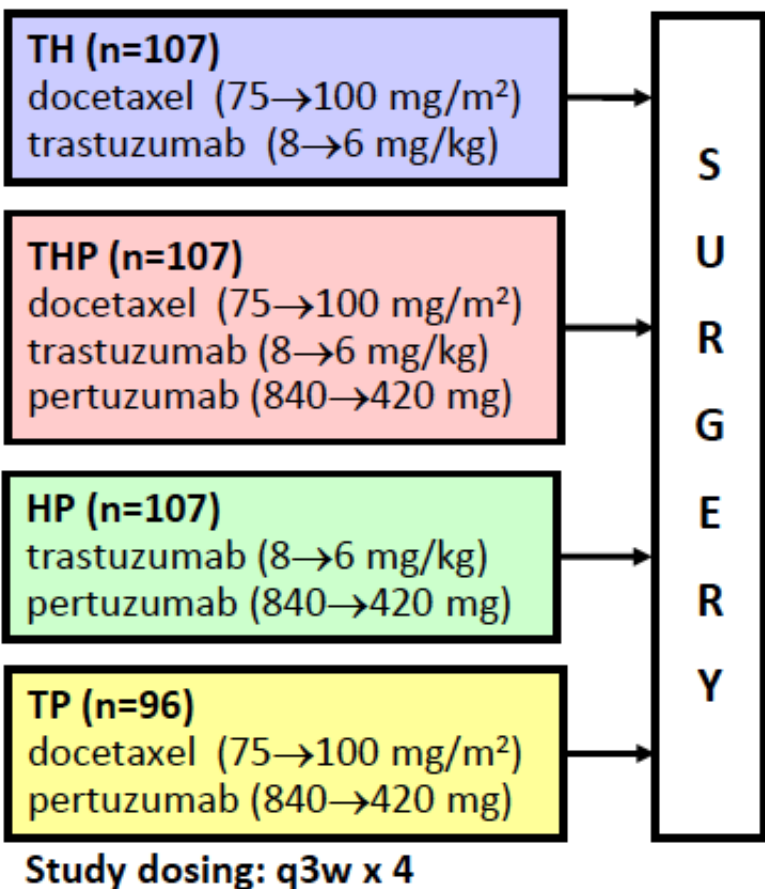 TH (n=107)
docetaxel (75→100 mg/m²)
trastuzumab (8→6 mg/kg)
THP (n=107)
docetaxel (75→100 mg/m²)
trastuzumab (8→6 mg/kg)
pertuzumab (840→420 mg)
HP (n=107)
trastuzumab (8→6 mg/kg)
pertuzumab (840→420 mg)
TP (n=96)
docetaxel (75→100 mg/m²)
pertuzumab (840→420 mg)
Study dosing: q3w x 4
S
U
R
G
E
R
Y